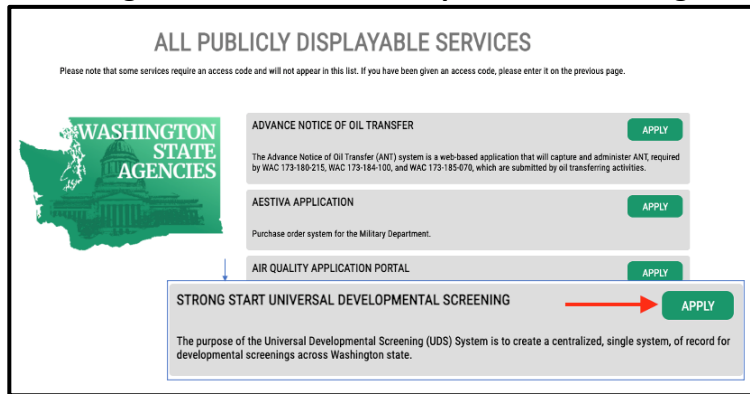 ALL PUBLICLY DISPLAYABLE SERVICES
Please note that some services require an access code and will not appear in this list. If you have been given an access code, please enter it on the previous page.
WASHINGTON
STATE
AGENCIES
ADVANCE NOTICE OF OIL TRANSFER
APPLY
The Advance Notice of Oil Transfer (ANT) system is a web-based application that will capture and administer ANT, required
by WAC 173-180-215, WAC 173-184-100, and WAC 173-185-070, which are submitted by oil transferring activities.
AESTIVA APPLICATION
APPLY
Purchase order system for the Military Department.
AIR QUALITY APPLICATION PORTAL
APPLY
STRONG START UNIVERSAL DEVELOPMENTAL SCREENING
APPLY
The purpose of the Universal Developmental Screening (UDS) System is to create a centralized, single system, of record for
developmental screenings across Washington state.